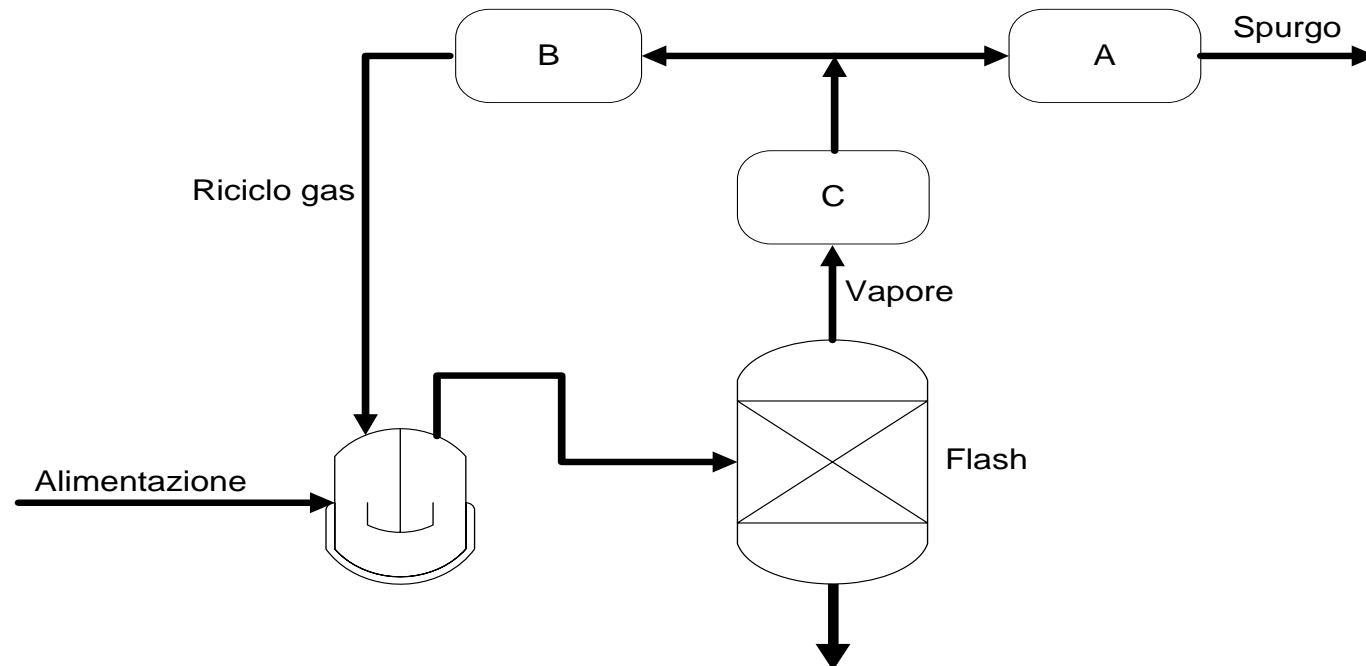 Spurgo
B
A
Riciclo gas
C
Vapore
Flash
Alimentazione